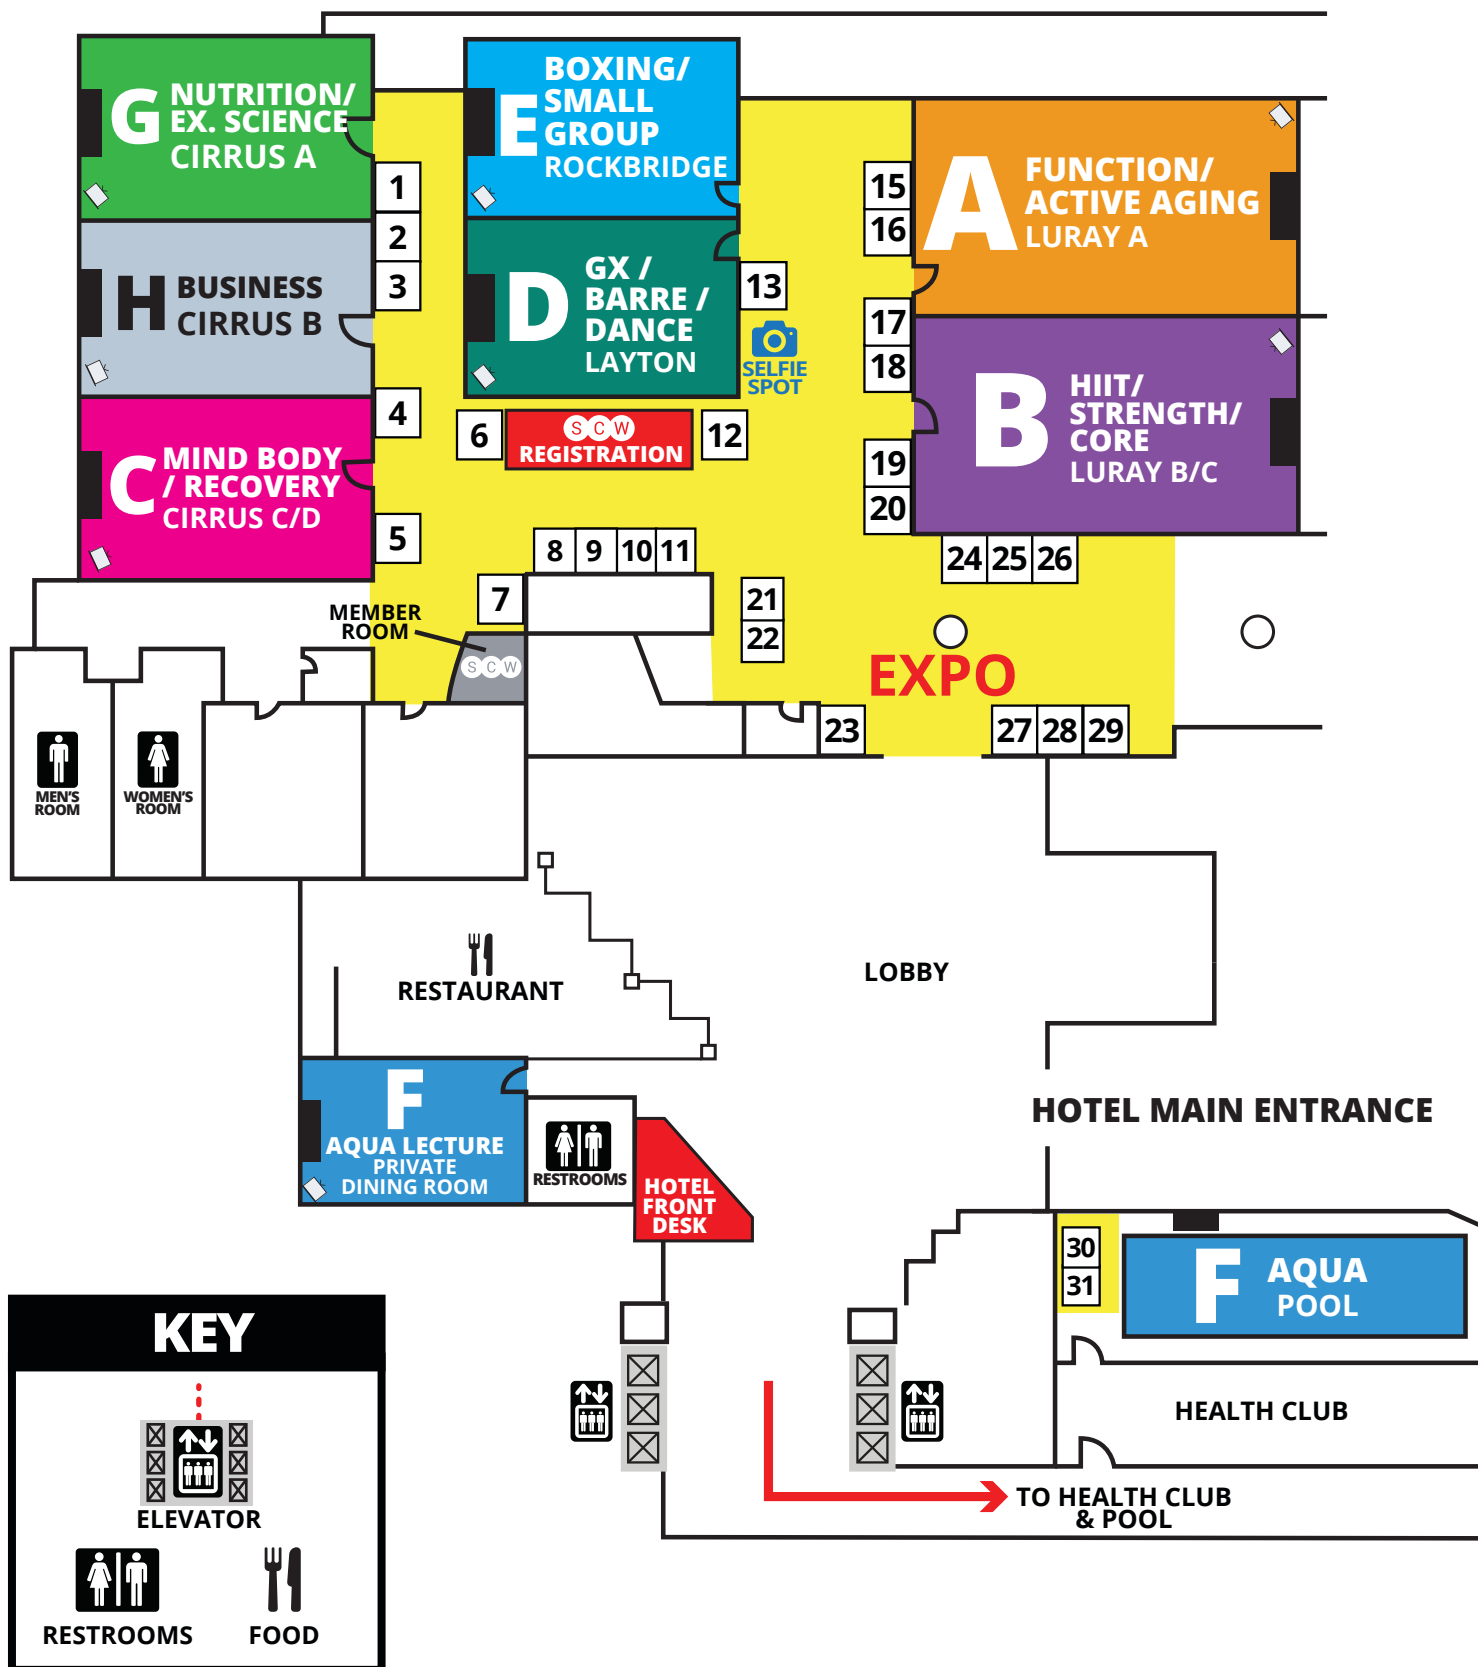 G
NUTRITION/
EX. SCIENCE
CIRRUS A
E
BOXING/
SMALL
GROUP
ROCKBRIDGE
A
FUNCTION/
ACTIVE AGING
LURAY A
1
2
3
15
16
H
BUSINESS
CIRRUS B
D
GX /
BARRE /
DANCE
LAYTON
13
SELFIE
SPOT
17
18
B
HIIT/
STRENGTH/
CORE
LURAY B/C
C
MIND BODY
/ RECOVERY
CIRRUS C/D
4
5
6
SCW
REGISTRATION
12
19
20
7
8
9
10
11
24
25
26
MEMBER
ROOM
SCW
21
22
EXPO
23
27
28
29
MEN'S
ROOM
WOMEN'S
ROOM
RESTAURANT
LOBBY
F
AQUA LECTURE
PRIVATE
DINING ROOM
RESTROOMS
HOTEL
FRONT
DESK
HOTEL MAIN ENTRANCE
30
31
F
AQUA
POOL
HEALTH CLUB
TO HEALTH CLUB
& POOL
KEY
ELEVATOR
RESTROOMS
FOOD